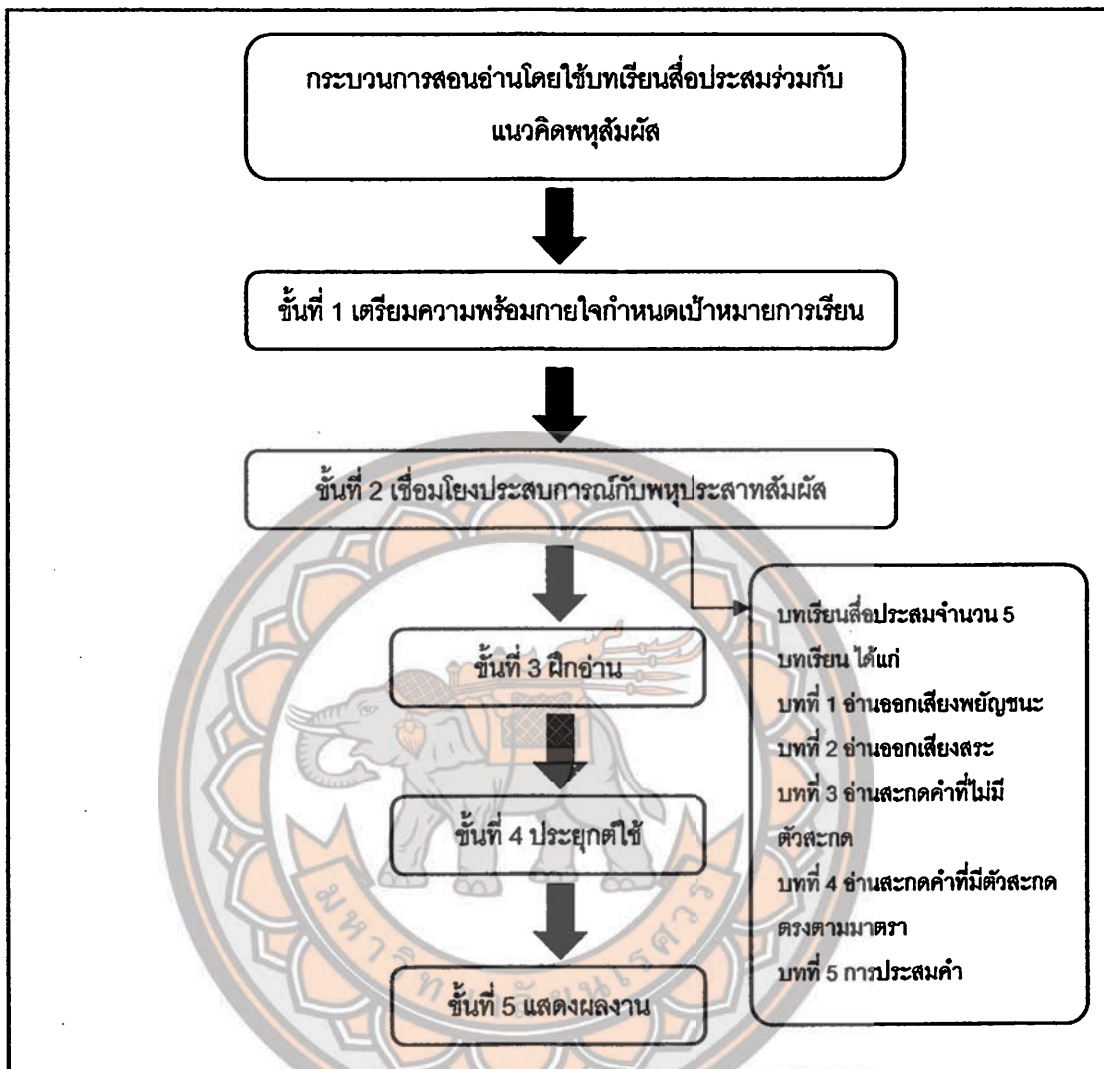 กระบวนการสอนอ่านโดยใช้บทเรียนสื่อประสมร่วมกับ
แนวคิดพหุสัมผัส
ขั้นที่ 1 เตรียมความพร้อมกายใจกำหนดเป้าหมายการเรียน
ขั้นที่ 2 เชื่อมโยงประสบการณ์กับพหุประสาทสัมผัส
บทเรียนสื่อประสมจำนวน 5
บทเรียน ได้แก่
บทที่ 1 อ่านออกเสียงพยัญชนะ
บทที่ 2 อ่านออกเสียงสระ
บทที่ 3 อ่านสะกดคำที่ไม่มี
ตัวสะกด
บทที่ 4 อ่านสะกดคำที่มีตัวสะกด
ตรงตามมาตรา
บทที่ 5 การประสมคำ
ขั้นที่ 3 ฝึกอ่าน
ขั้นที่ 4 ประยุกต์ใช้
ขั้นที่ 5 แสดงผลงาน
มหาวิทยาลัยนเรศวร